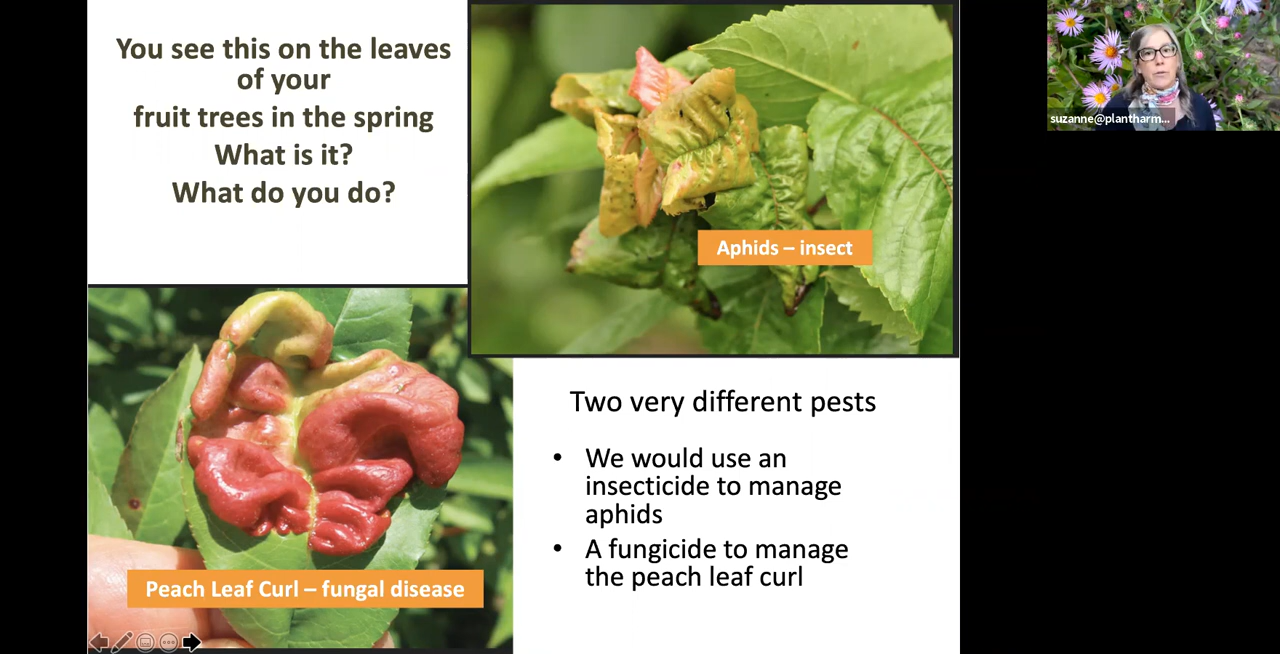 You see this on the leaves
of your
fruit trees in the spring
What is it?
What do you do?
Aphids – insect
suzanne@plantharm...
Peach Leaf Curl – fungal disease
Two very different pests
• We would use an
insecticide to manage
aphids
• A fungicide to manage
the peach leaf curl